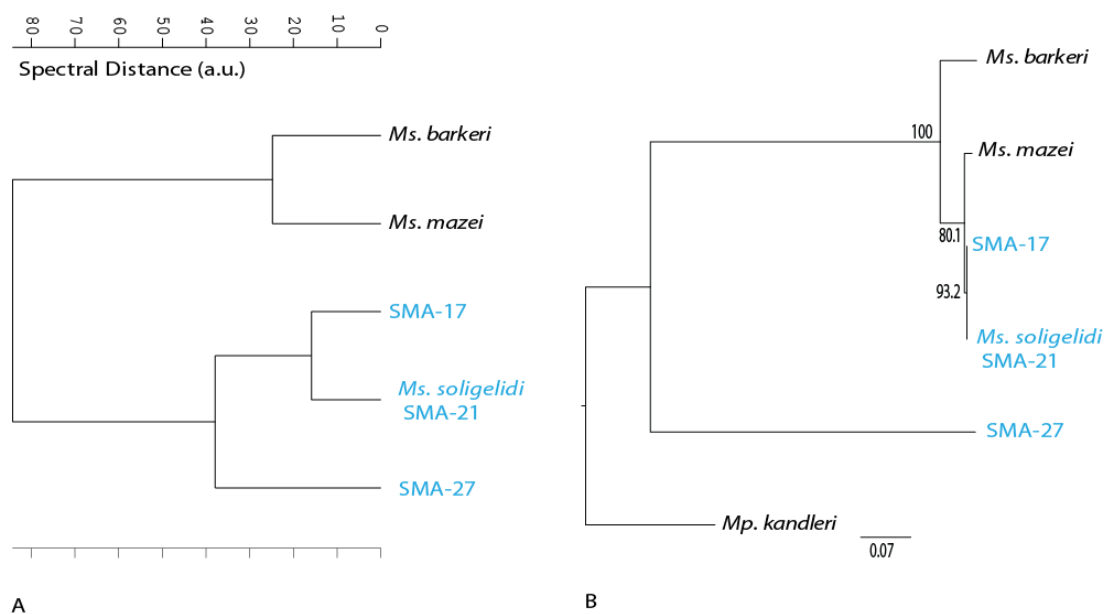 80 70 60 50 40 30 20 10 0
Spectral Distance (a.u.)
Ms. barkeri
Ms. mazei
SMA-17
Ms. soligelidi
SMA-21
SMA-27
A
Ms. barkeri
100
Ms. mazei
80.1
SMA-17
93.2
Ms. soligelidi
SMA-21
SMA-27
Mp. kandleri
0.07
B